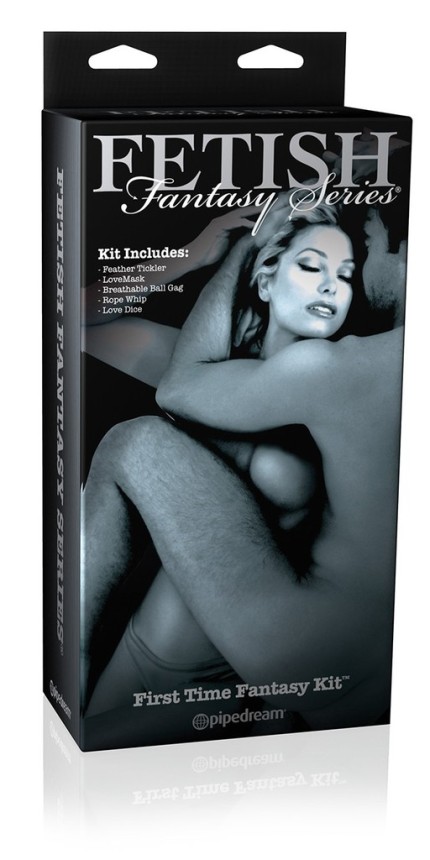 FETISH
Fantasy Series®
Kit Includes:
- Feather Tickler
- LoveMask
- Breathable Ball Gag
- Rope Whip
- Love Dice
First Time Fantasy Kit™
pipedream®
FETISH FANTASY SERIES®